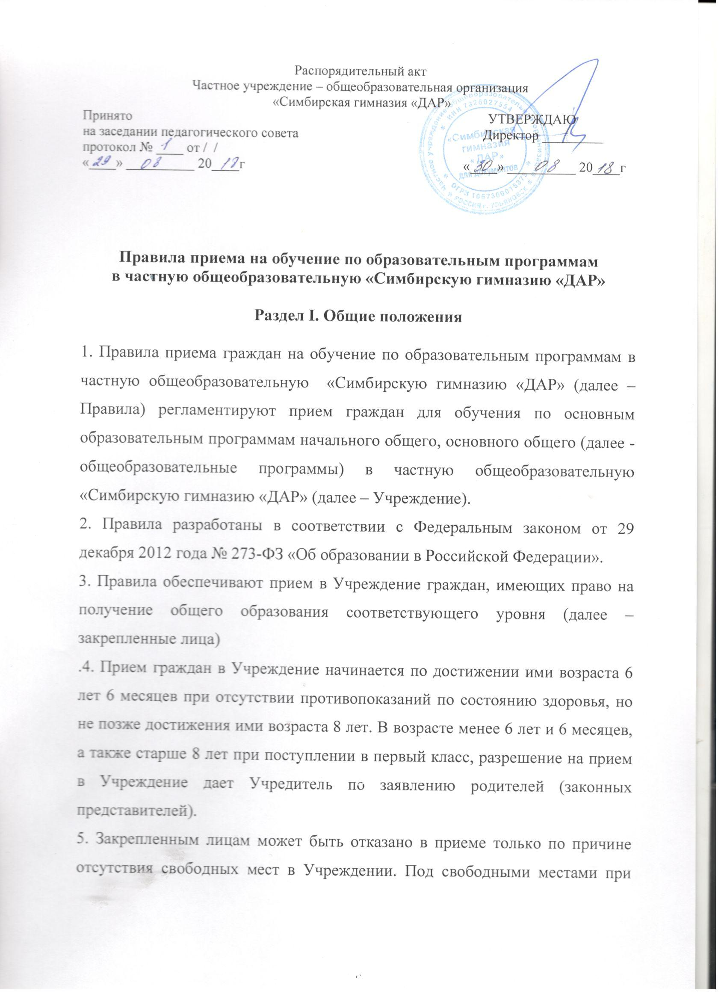 Распорядительный акт
Частное учреждение – общеобразовательная организация
«Симбирская гимназия «ДАР»
Принято
на заседании педагогического совета
протокол № 1 от / /
«29» 08 2018г
УТВЕРЖДАЮ
Директор
«30» 08 2018 г
Частное учреждение общеобразовательная организация
* ИНН 7326027554 *
«Симбирская
гимназия
«ДАР»
для документов
ОГРН 1067300015375
* РОССИЯ г. УЛЬЯНОВСК *
Правила приема на обучение по образовательным программам
в частную общеобразовательную «Симбирскую гимназию «ДАР»
Раздел I. Общие положения
1. Правила приема граждан на обучение по образовательным программам в
частную общеобразовательную «Симбирскую гимназию «ДАР» (далее –
Правила) регламентируют прием граждан для обучения по основным
образовательным программам начального общего, основного общего (далее -
общеобразовательные программы) в частную общеобразовательную
«Симбирскую гимназию «ДАР» (далее – Учреждение).
2. Правила разработаны в соответствии с Федеральным законом от 29
декабря 2012 года № 273-ФЗ «Об образовании в Российской Федерации».
3. Правила обеспечивают прием в Учреждение граждан, имеющих право на
получение общего образования соответствующего уровня (далее –
закрепленные лица)
.4. Прием граждан в Учреждение начинается по достижении ими возраста 6
лет 6 месяцев при отсутствии противопоказаний по состоянию здоровья, но
не позже достижения ими возраста 8 лет. В возрасте менее 6 лет и 6 месяцев,
а также старше 8 лет при поступлении в первый класс, разрешение на прием
в Учреждение дает Учредитель по заявлению родителей (законных
представителей).
5. Закрепленным лицам может быть отказано в приеме только по причине
отсутствия свободных мест в Учреждении. Под свободными местами при